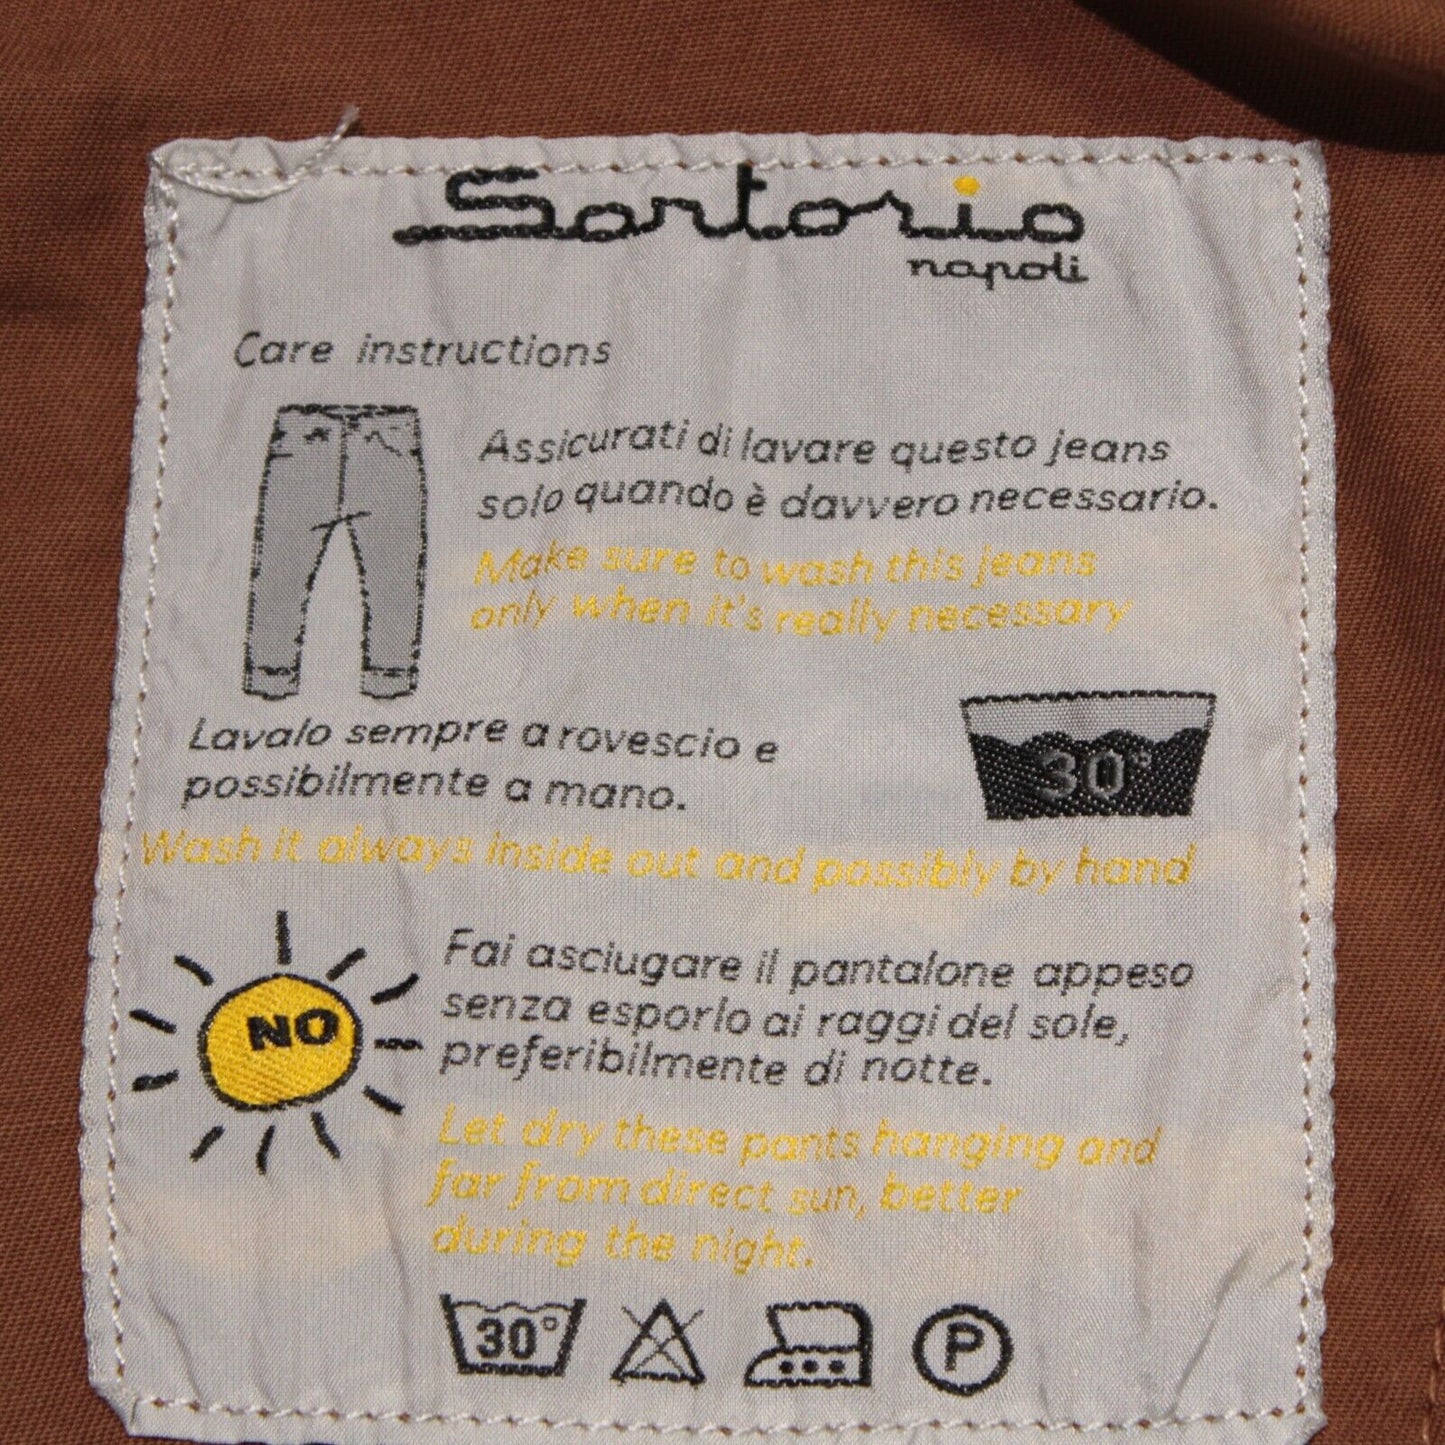 Sartorio
napoli
Care instructions
Assicurati di lavare questo jeans
solo quando è davvero necessario.
Make sure to wash this jeans
only when it's really necessary
Lavalo sempre a rovescio e
possibilmente a mano.
30°
Wash it always inside out and possibly by hand
NO
Fai asciugare il pantalone appeso
senza esporlo ai raggi del sole,
preferibilmente di notte.
Let dry these pants hanging and
far from direct sun, better
during the night.
30° P